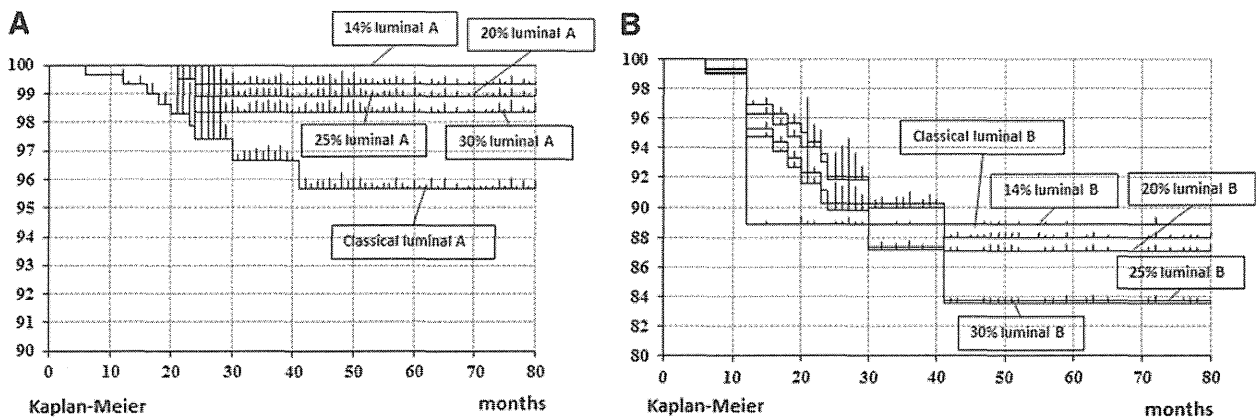 A
14% luminal A
20% luminal A
100
99
98
97
96
95
94
93
92
91
90
25% luminal A
30% luminal A
Classical luminal A
0 10 20 30 40 50 60 70 80
Kaplan-Meier
months
B
100
98
96
94
92
90
88
86
84
82
80
Classical luminal B
14% luminal B
20% luminal B
25% luminal B
30% luminal B
0 10 20 30 40 50 60 70 80
Kaplan-Meier
months